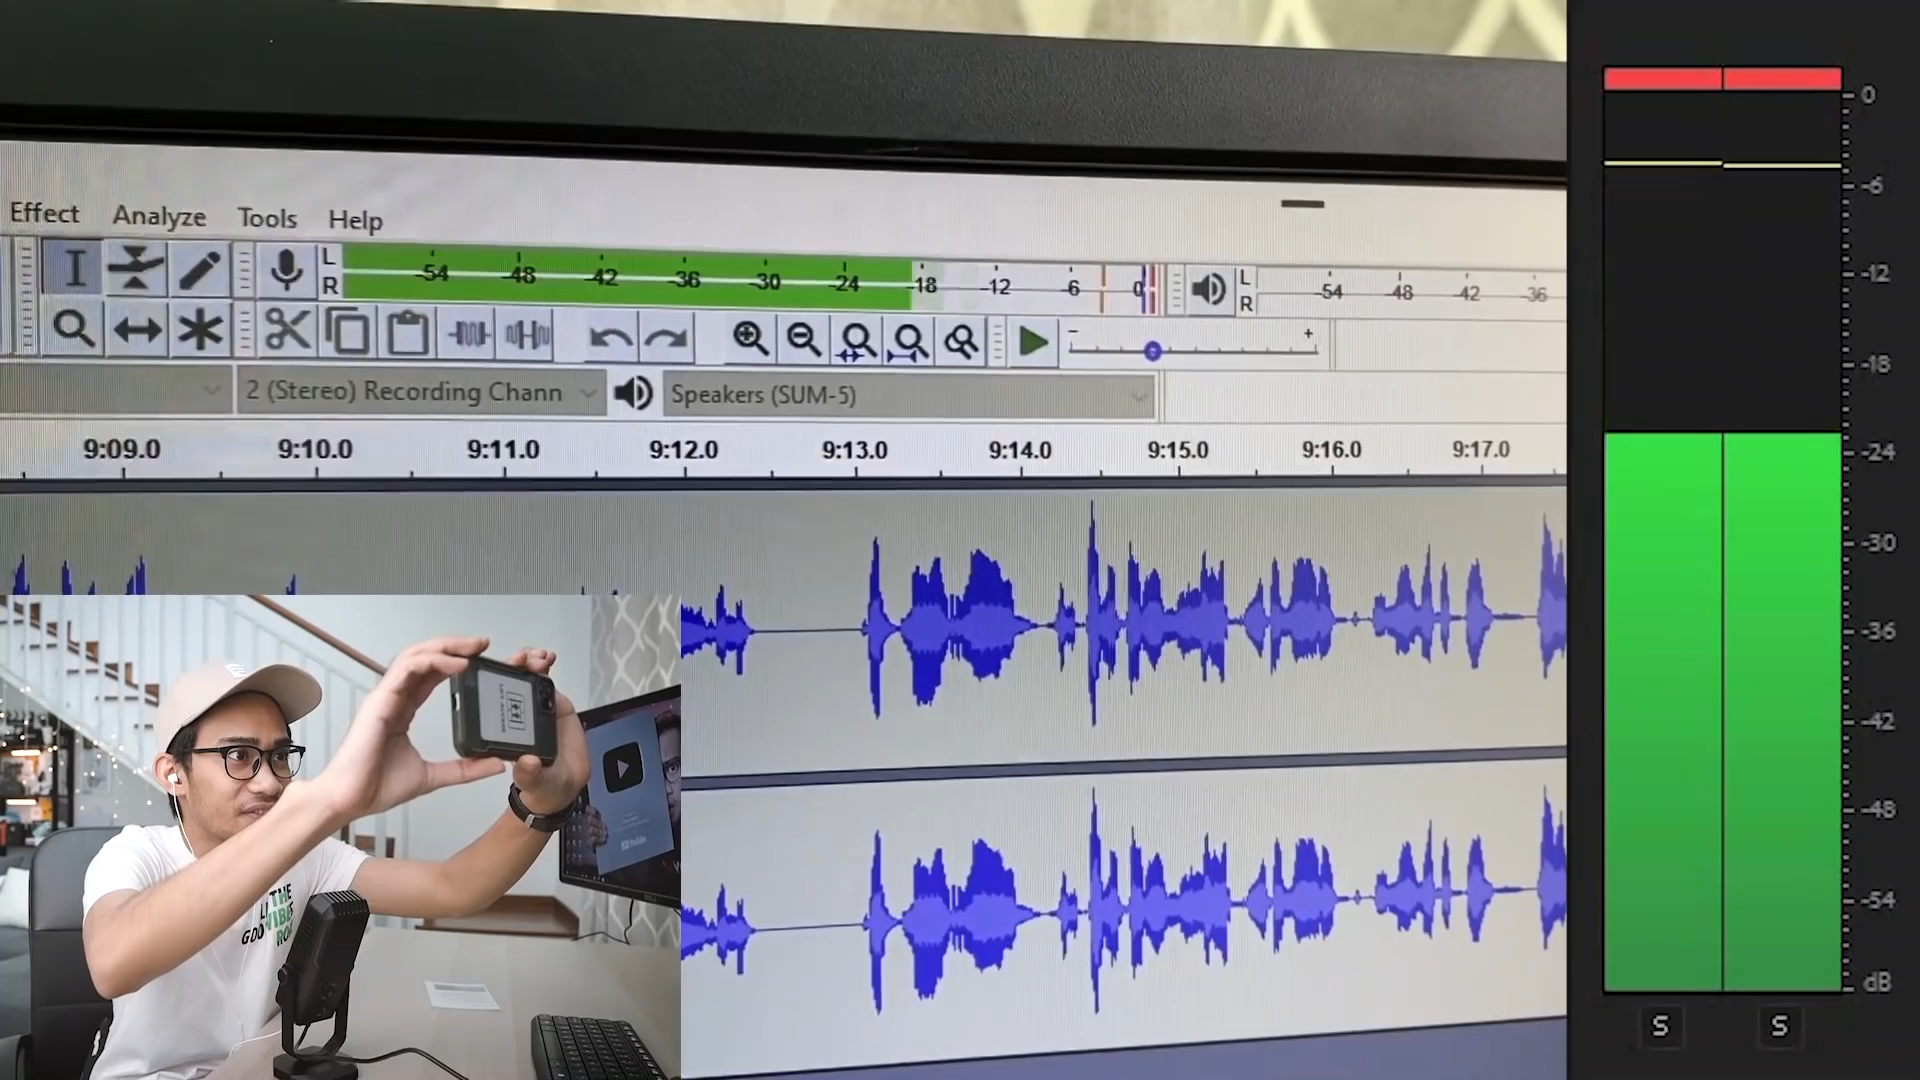 Effect Analyze Tools Help
L
R
-54 -48 -42 -36 -30 -24 -18 -12 -6 0
L
R
-54 -48 -42 -36
- +
2 (Stereo) Recording Chann
Speakers (SUM-5)
9:09.0 9:10.0 9:11.0 9:12.0 9:13.0 9:14.0 9:15.0 9:16.0 9:17.0
THE
GOO
0
-6
-12
-18
-24
-30
-36
-42
-48
-54
dB
S S